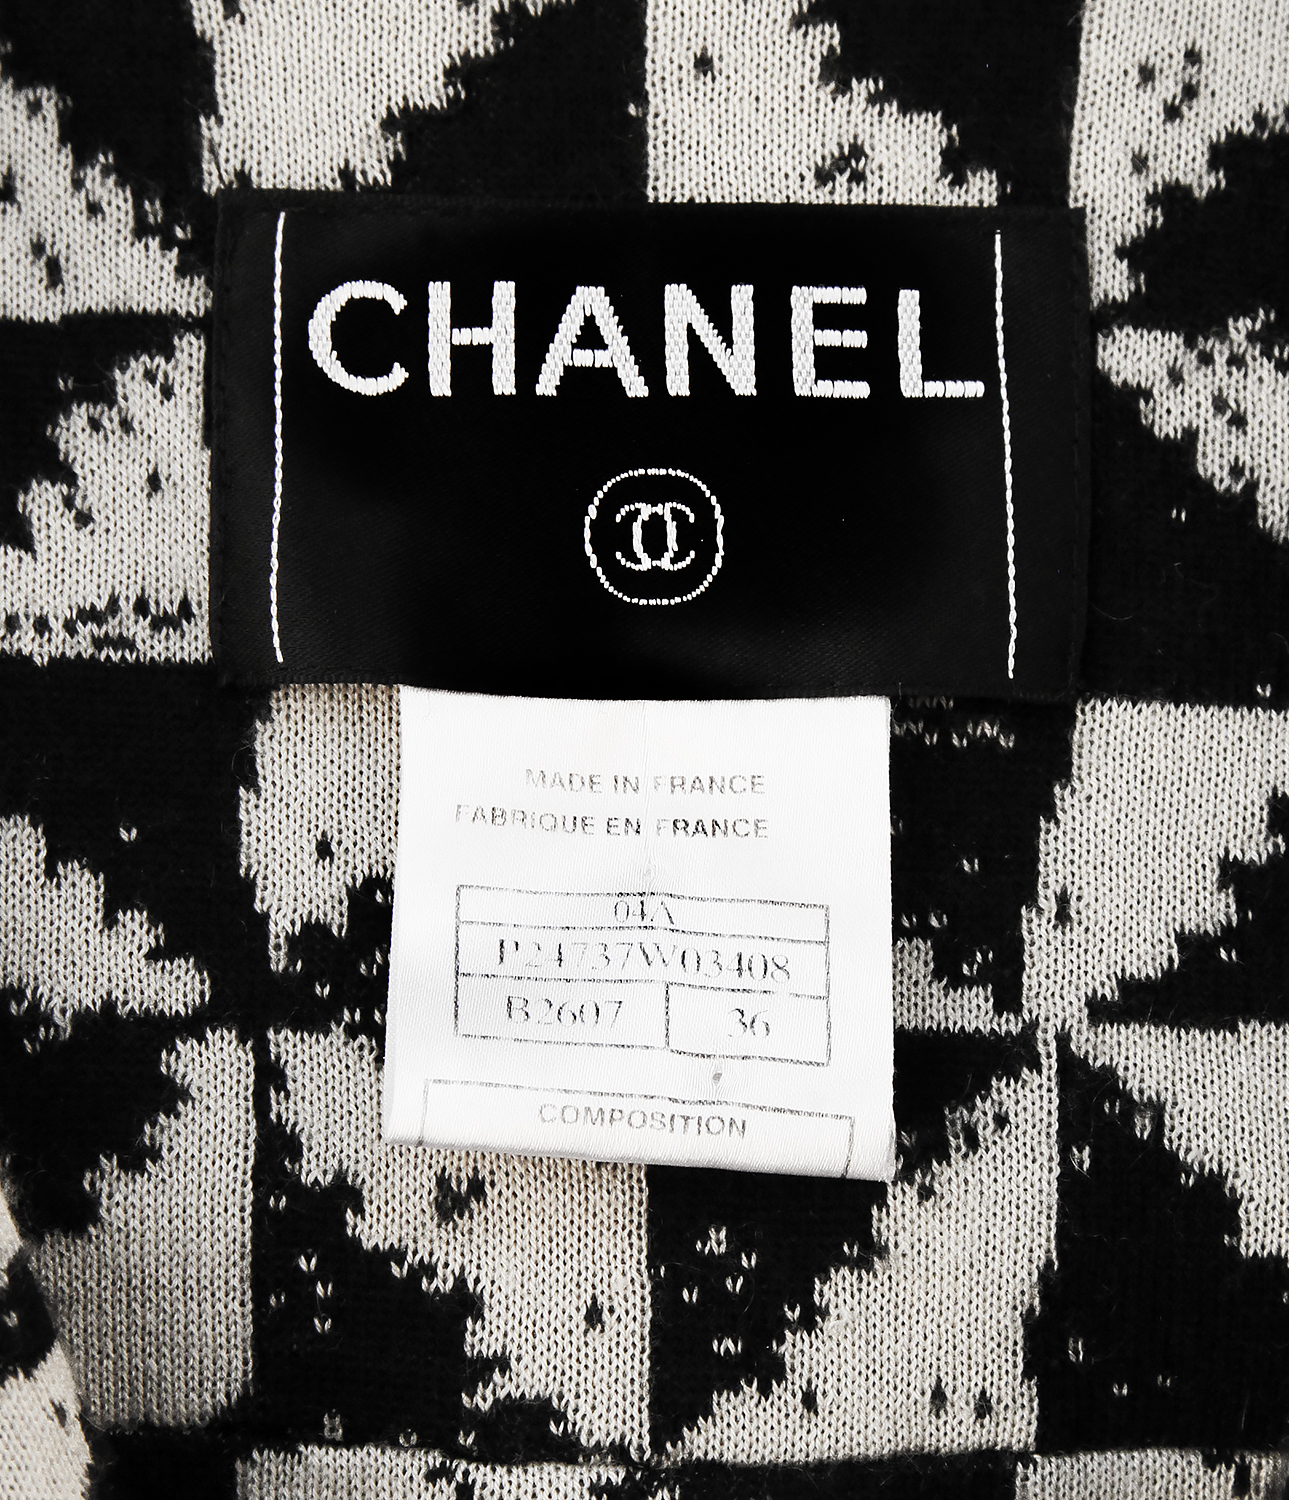 CHANEL
MADE IN FRANCE
FABRIQUE EN FRANCE
04A
P24737W03408
B2607 36
COMPOSITION